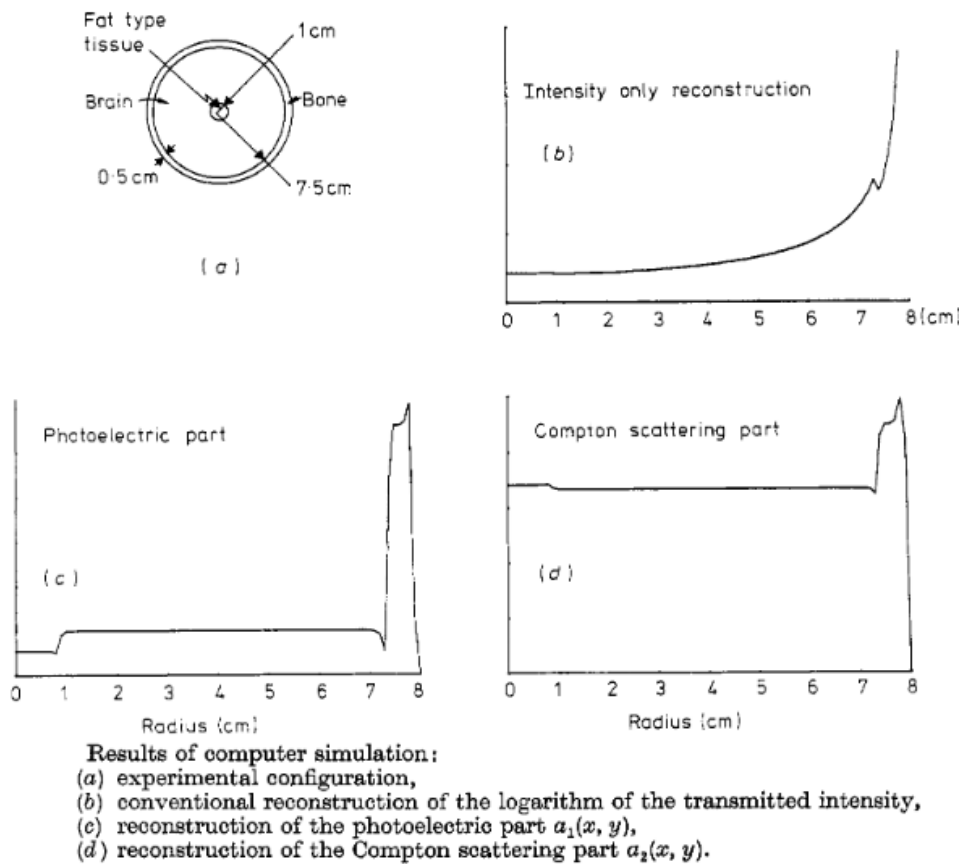 Fat type
tissue
1cm
Brain
Bone
0·5cm
7·5cm
(a)
Intensity only reconstruction
(b)
0 1 2 3 4 5 6 7 8(cm)
Photoelectric part
(c)
0 1 2 3 4 5 6 7 8
Radius (cm)
Compton scattering part
(d)
0 1 2 3 4 5 6 7 8
Radius (cm)
Results of computer simulation:
(a) experimental configuration,
(b) conventional reconstruction of the logarithm of the transmitted intensity,
(c) reconstruction of the photoelectric part a₁(x, y),
(d) reconstruction of the Compton scattering part a₂(x, y).